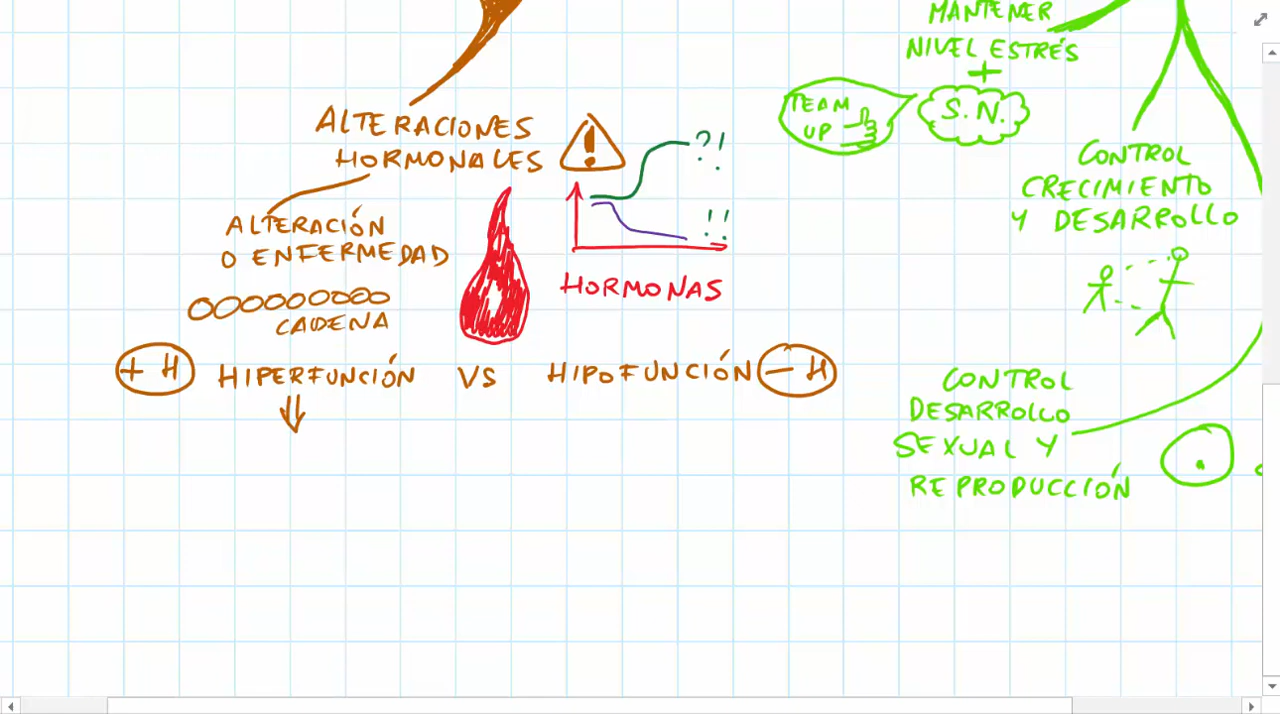 ALTERACIONES
HORMONALES
!
?!
!!
HORMONAS
ALTERACIÓN
O ENFERMEDAD
CADENA
+ H HIPERFUNCIÓN VS HIPOFUNCIÓN - H
MANTENER
NIVEL ESTRÉS
+
S.N.
TEAM
UP
CONTROL
CRECIMIENTO
Y DESARROLLO
CONTROL
DESARROLLO
SEXUAL Y
REPRODUCCIÓN